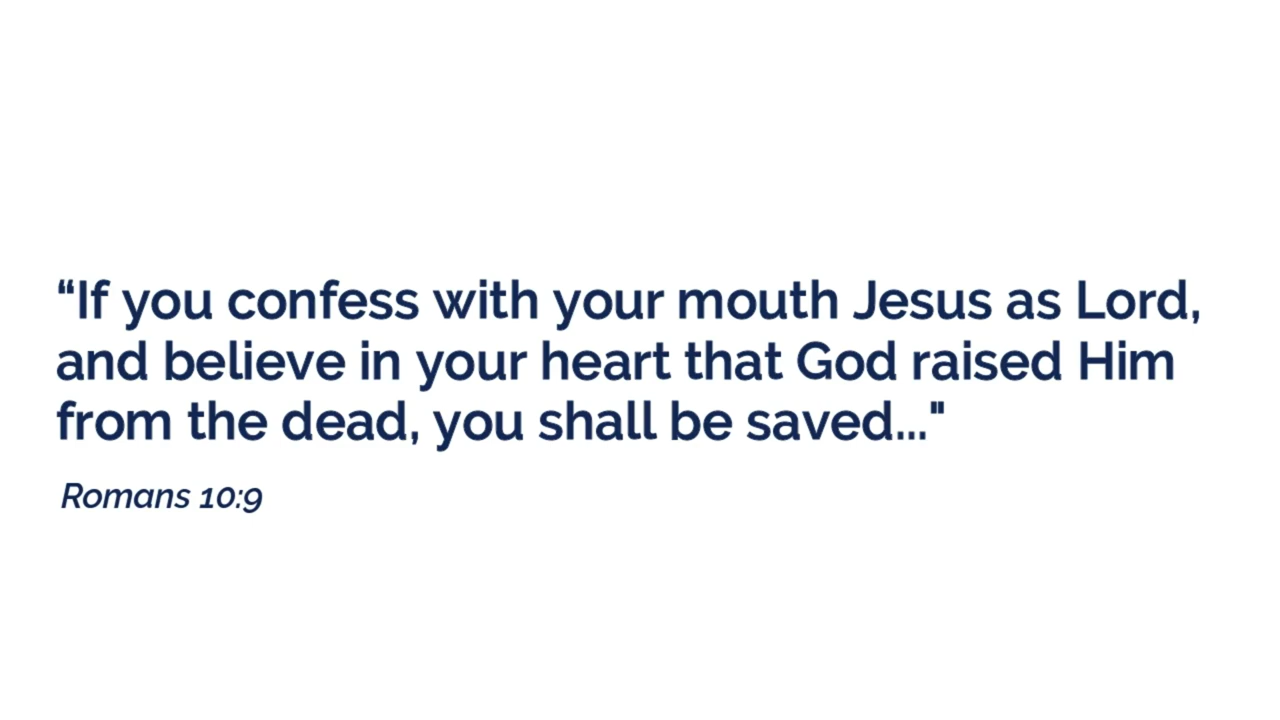 “If you confess with your mouth Jesus as Lord,
and believe in your heart that God raised Him
from the dead, you shall be saved..."
Romans 10:9